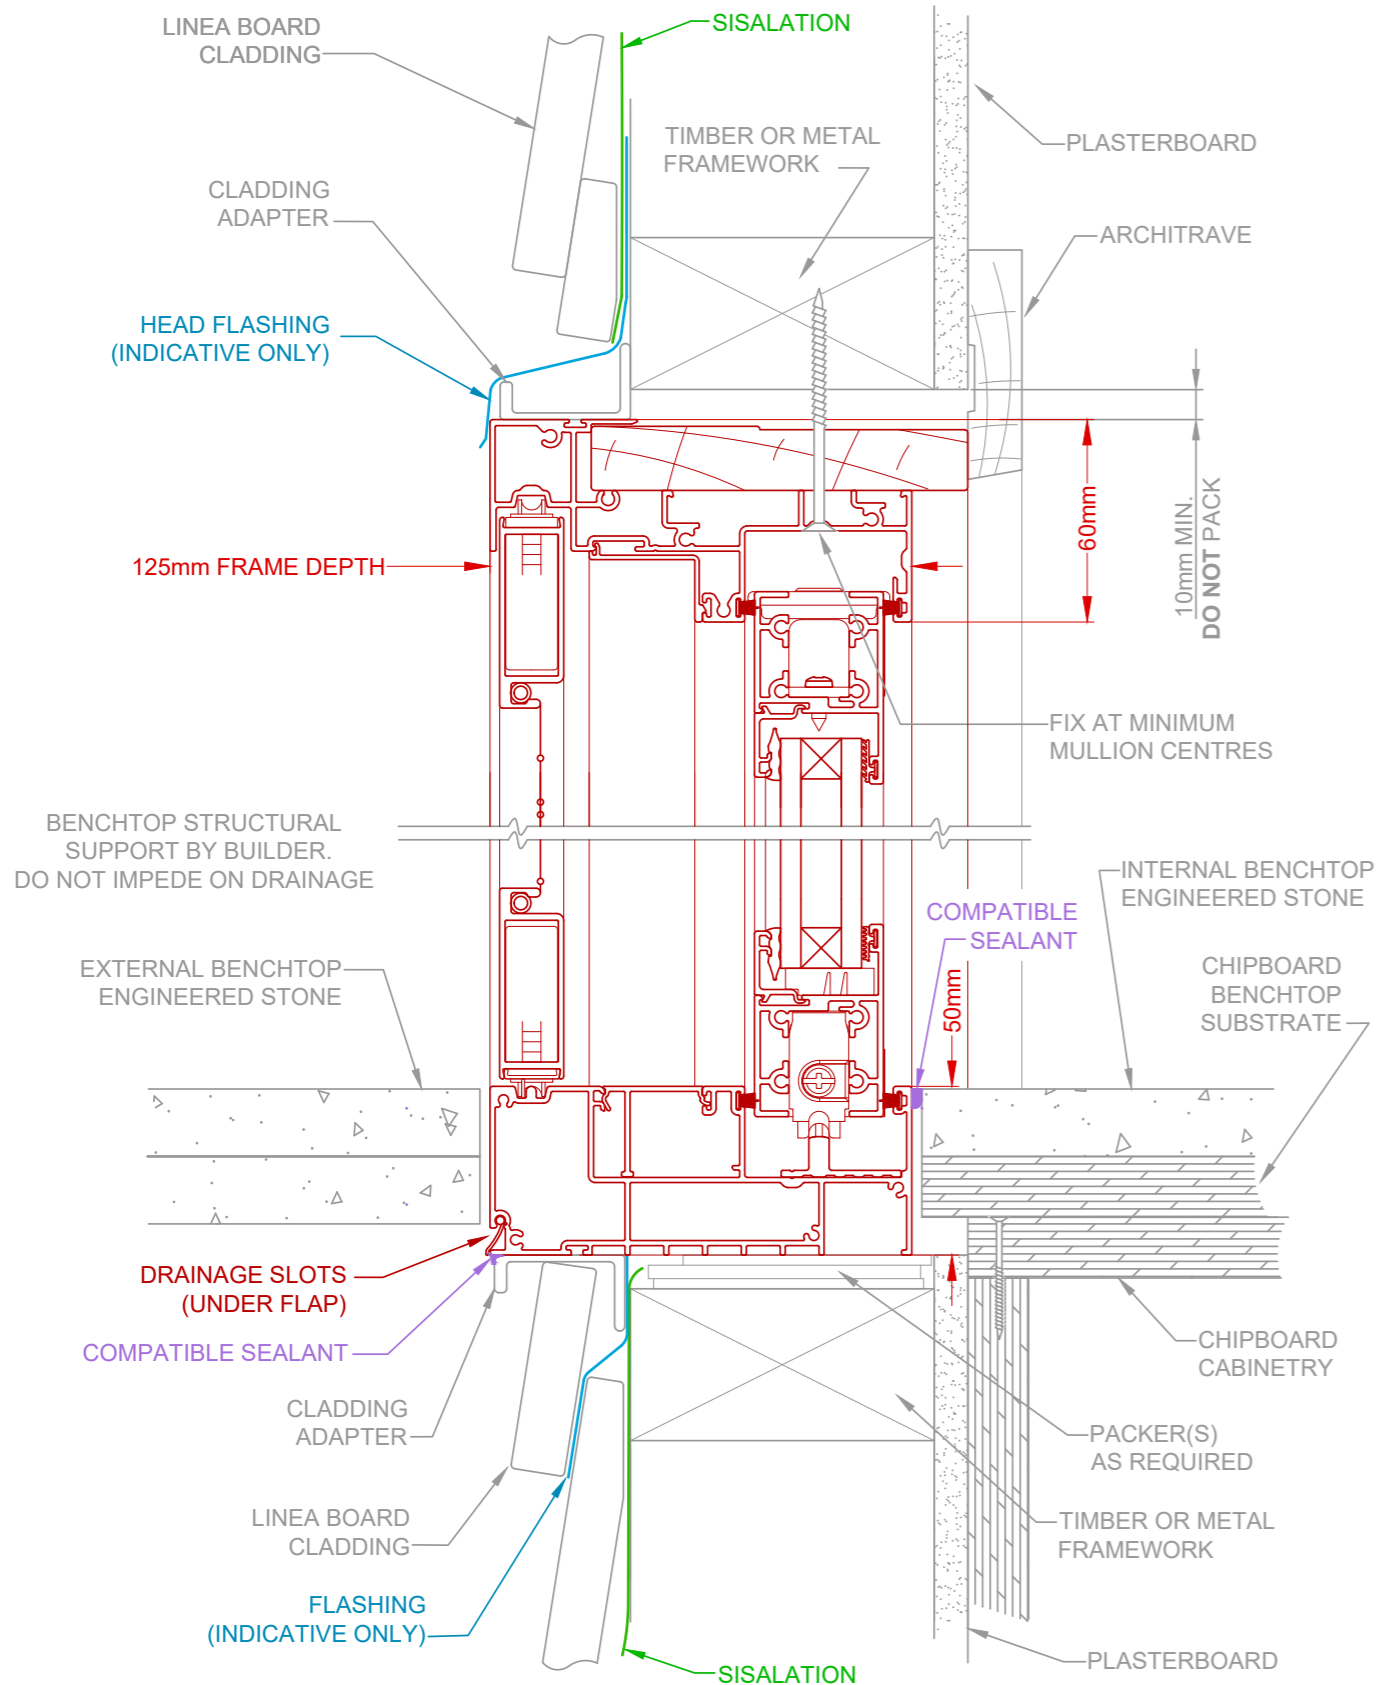 LINEA BOARD
CLADDING
SISALATION
TIMBER OR METAL
FRAMEWORK
PLASTERBOARD
CLADDING
ADAPTER
ARCHITRAVE
HEAD FLASHING
(INDICATIVE ONLY)
125mm FRAME DEPTH
60mm
10mm MIN.
DO NOT PACK
FIX AT MINIMUM
MULLION CENTRES
BENCHTOP STRUCTURAL
SUPPORT BY BUILDER.
DO NOT IMPEDE ON DRAINAGE
INTERNAL BENCHTOP
ENGINEERED STONE
COMPATIBLE
SEALANT
EXTERNAL BENCHTOP
ENGINEERED STONE
50mm
CHIPBOARD
BENCHTOP
SUBSTRATE
DRAINAGE SLOTS
(UNDER FLAP)
COMPATIBLE SEALANT
CHIPBOARD
CABINETRY
CLADDING
ADAPTER
PACKER(S)
AS REQUIRED
LINEA BOARD
CLADDING
TIMBER OR METAL
FRAMEWORK
FLASHING
(INDICATIVE ONLY)
SISALATION
PLASTERBOARD